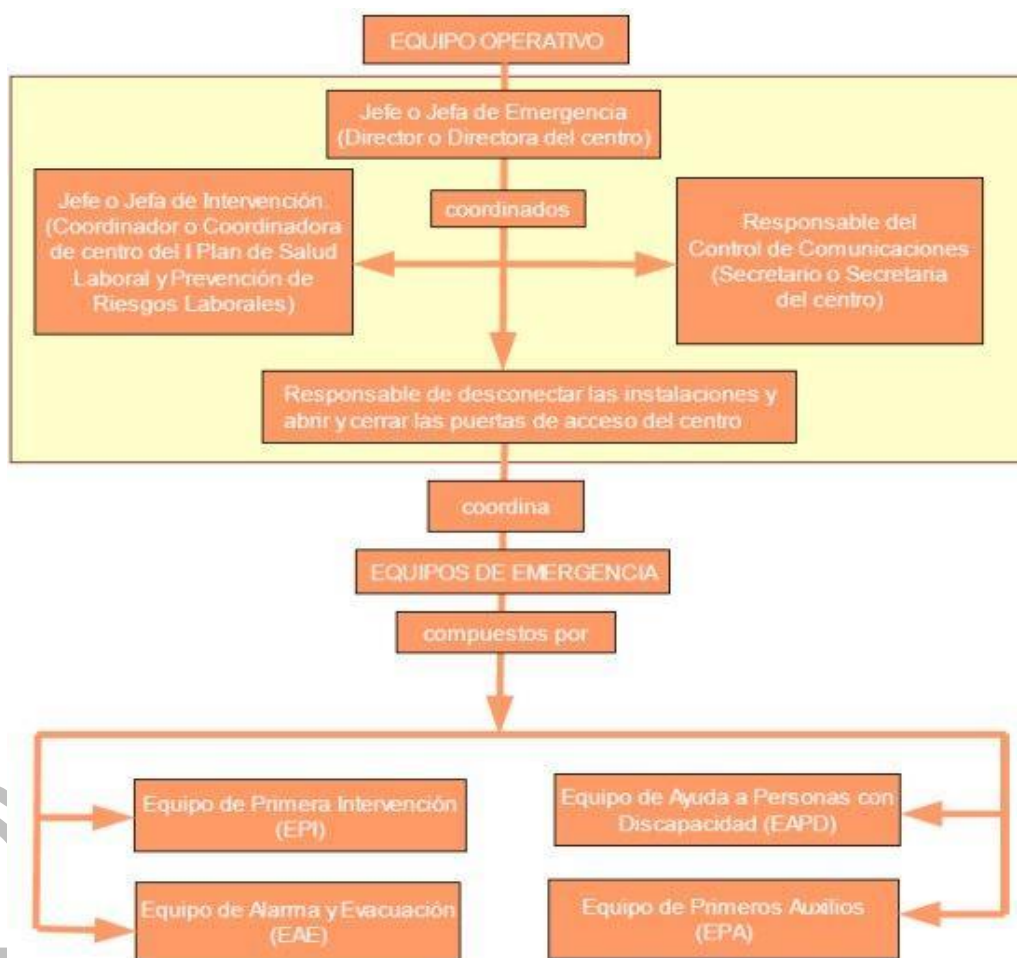 EQUIPO OPERATIVO
Jefe o Jefa de Emergencia
(Director o Directora del centro)
Jefe o Jefa de Intervención.
(Coordinador o Coordinadora
de centro del I Plan de Salud
Laboral y Prevención de
Riesgos Laborales)
coordinados
Responsable del
Control de Comunicaciones
(Secretario o Secretaria
del centro)
Responsable de desconectar las instalaciones y
abrir y cerrar las puertas de acceso del centro
coordina
EQUIPOS DE EMERGENCIA
compuestos por
Equipo de Primera Intervención
(EPI)
Equipo de Ayuda a Personas con
Discapacidad (EAPD)
Equipo de Alarma y Evacuación
(EAE)
Equipo de Primeros Auxilios
(EPA)